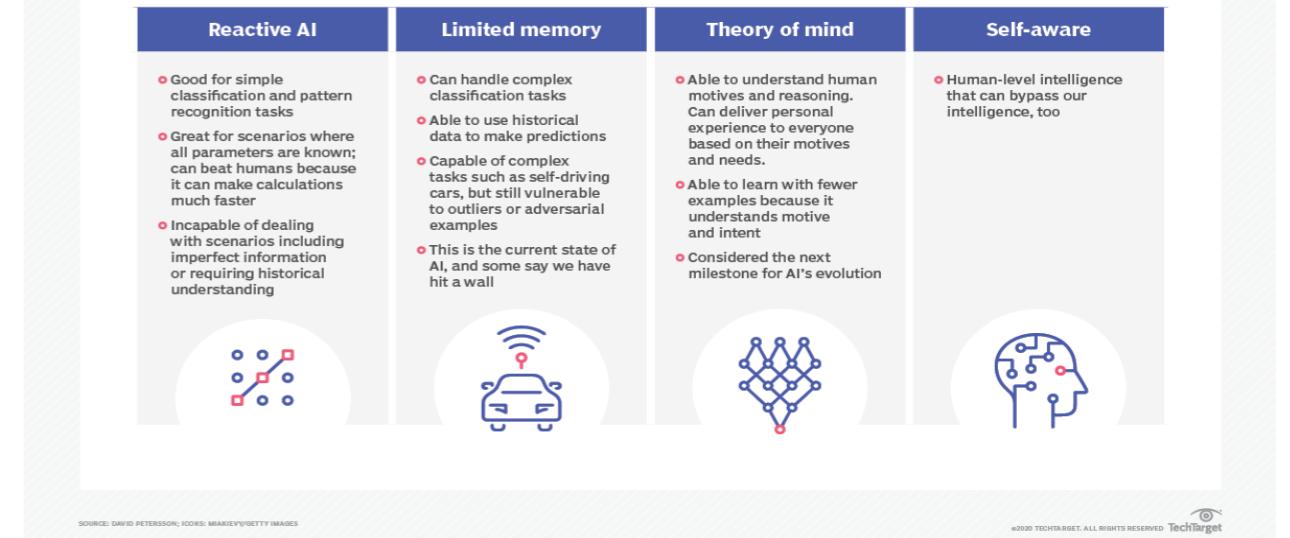 Reactive AI
Good for simple
classification and pattern
recognition tasks
Great for scenarios where
all parameters are known;
can beat humans because
it can make calculations
much faster
Incapable of dealing
with scenarios including
imperfect information
or requiring historical
understanding
Limited memory
Can handle complex
classification tasks
Able to use historical
data to make predictions
Capable of complex
tasks such as self-driving
cars, but still vulnerable
to outliers or adversarial
examples
This is the current state of
AI, and some say we have
hit a wall
Theory of mind
Able to understand human
motives and reasoning.
Can deliver personal
experience to everyone
based on their motives
and needs.
Able to learn with fewer
examples because it
understands motive
and intent
Considered the next
milestone for AI's evolution
Self-aware
Human-level intelligence
that can bypass our
intelligence, too
SOURCE: DAVID PETERSSON; ICONS: MIAKIEVY/GETTY IMAGES
©2020 TECHTARGET. ALL RIGHTS RESERVED TechTarget